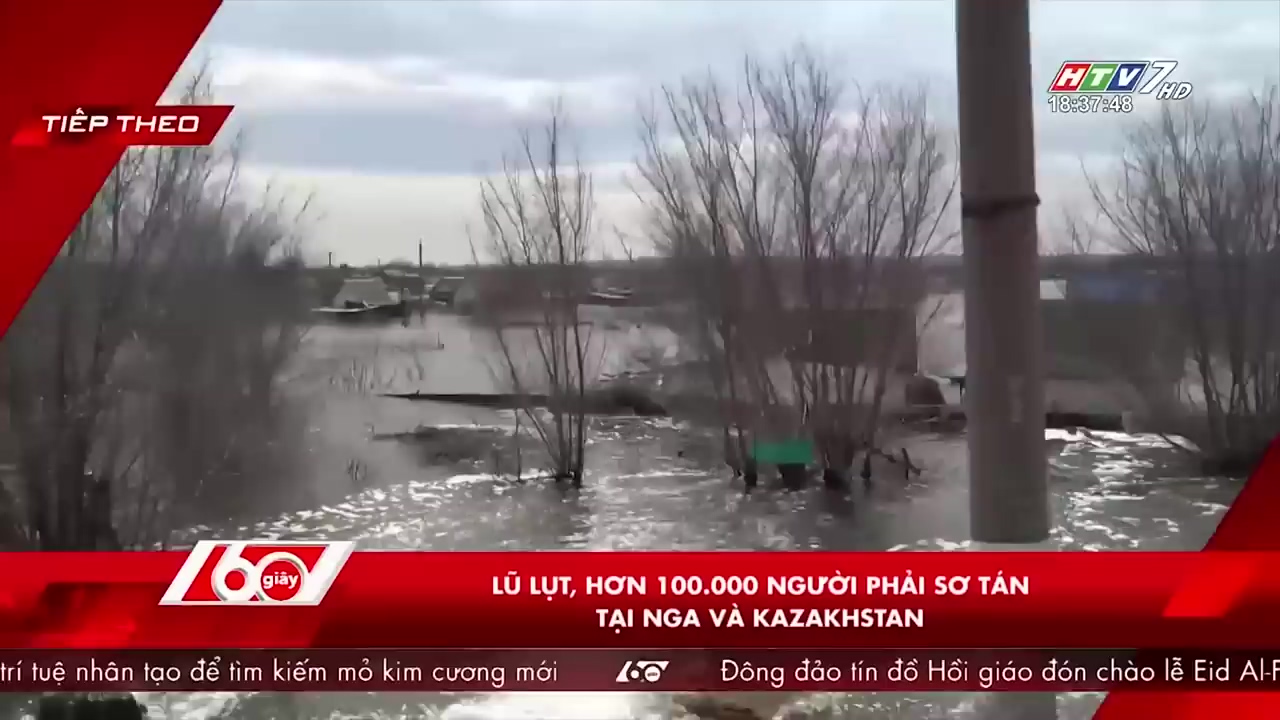 HTV7HD
18:37:48
TIẾP THEO
60 giây
LŨ LỤT, HƠN 100.000 NGƯỜI PHẢI SƠ TÁN
TẠI NGA VÀ KAZAKHSTAN
trí tuệ nhân tạo để tìm kiếm mỏ kim cương mới 60 giây Đông đảo tín đồ Hồi giáo đón chào lễ Eid Al-F